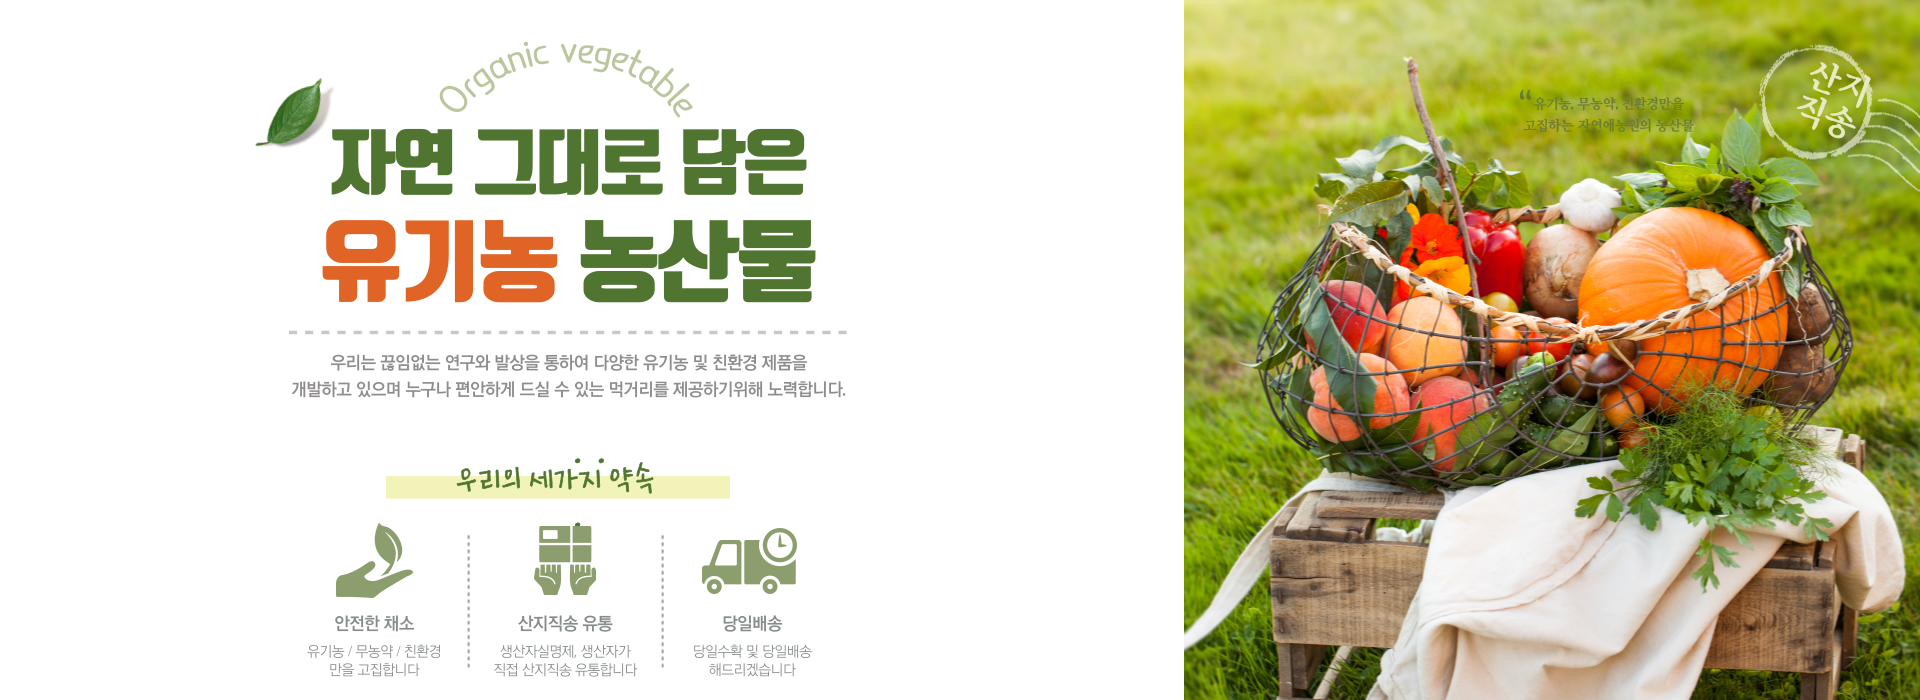 Organic vegetable
자연 그대로 담은
유기농 농산물
우리는 끊임없는 연구와 발상을 통하여 다양한 유기농 및 친환경 제품을
개발하고 있으며 누구나 편안하게 드실 수 있는 먹거리를 제공하기위해 노력합니다.
우리의 세가지 약속
안전한 채소
유기농 / 무농약 / 친환경
만을 고집합니다
산지직송 유통
생산자실명제, 생산자가
직접 산지직송 유통합니다
당일배송
당일수확 및 당일배송
해드리겠습니다
“유기농, 무농약, 친환경만을
고집하는 자연애농원의 농산물
산지
직송